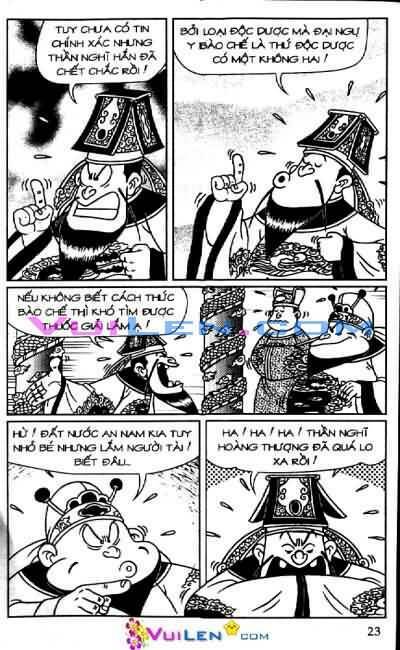 TUY CHƯA CÓ TIN
CHÍNH XÁC NHƯNG
THẦN NGHĨ HẮN ĐÃ
CHẾT CHẮC RỒI!
BỞI LOẠI ĐỘC DƯỢC MÀ ĐẠI NGỰ
Y BÀO CHẾ LÀ THỨ ĐỘC DƯỢC
CÓ MỘT KHÔNG HAI!
NẾU KHÔNG BIẾT CÁCH THỨC
BÀO CHẾ THÌ KHÓ TÌM ĐƯỢC
THUỐC GIẢI LẮM Ạ!
VUILEN.COM
HỪ! ĐẤT NƯỚC AN NAM KIA TUY
NHỎ BÉ NHƯNG LẮM NGƯỜI TÀI!
BIẾT ĐÂU...
HA! HA! HA! THẦN NGHĨ
HOÀNG THƯỢNG ĐÃ QUÁ LO
XA RỒI!
23
VUILEN.COM